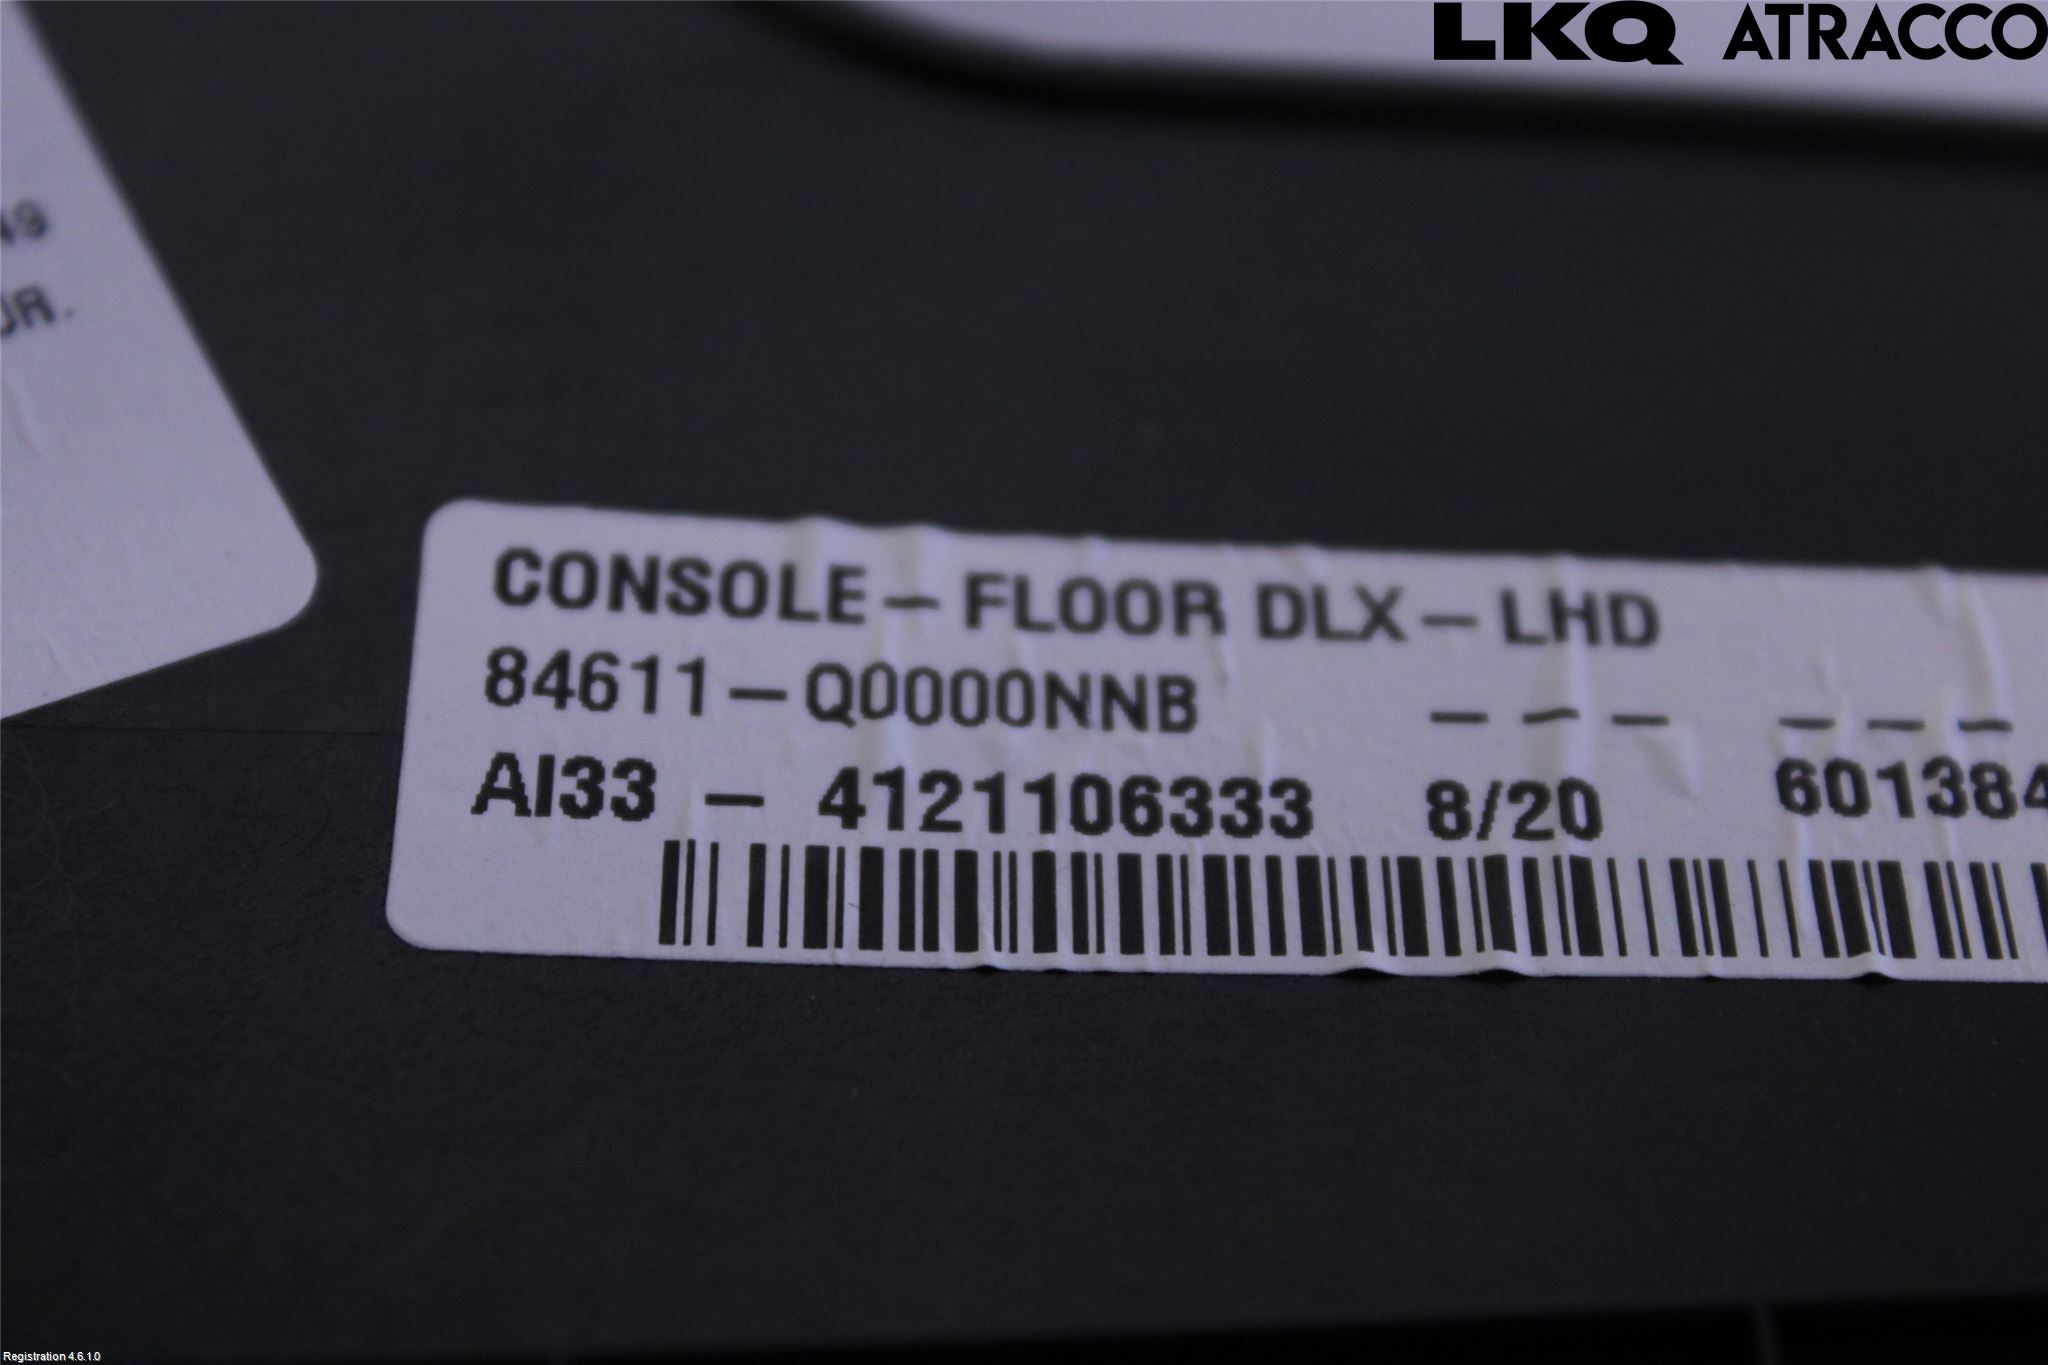 LKQ ATRACCO
49
UR.
CONSOLE-FLOOR DLX-LHD
84611-Q0000NNB --- ---
AI33 - 4121106333 8/20 601384
Registration 4.6.1.0